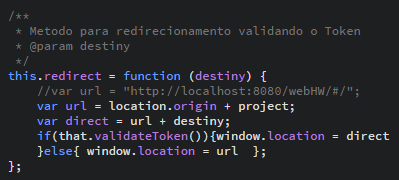 /**
* Metodo para redirecionamento validando o Token
* @param destiny
*/
this.redirect = function (destiny) {
//var url = "http://localhost:8080/webHW/#/";
var url = location.origin + project;
var direct = url + destiny;
if(that.validateToken()){window.location = direct
}else{ window.location = url };
};